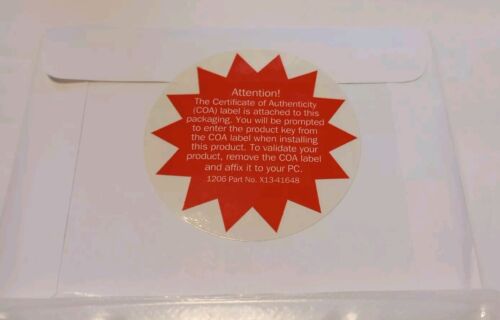 Attention!
The Certificate of Authenticity
(COA) label is attached to this
packaging. You will be prompted
to enter the product key from
the COA label when installing
this product. To validate your
product, remove the COA label
and affix it to your PC.
1206 Part No. X13-41648